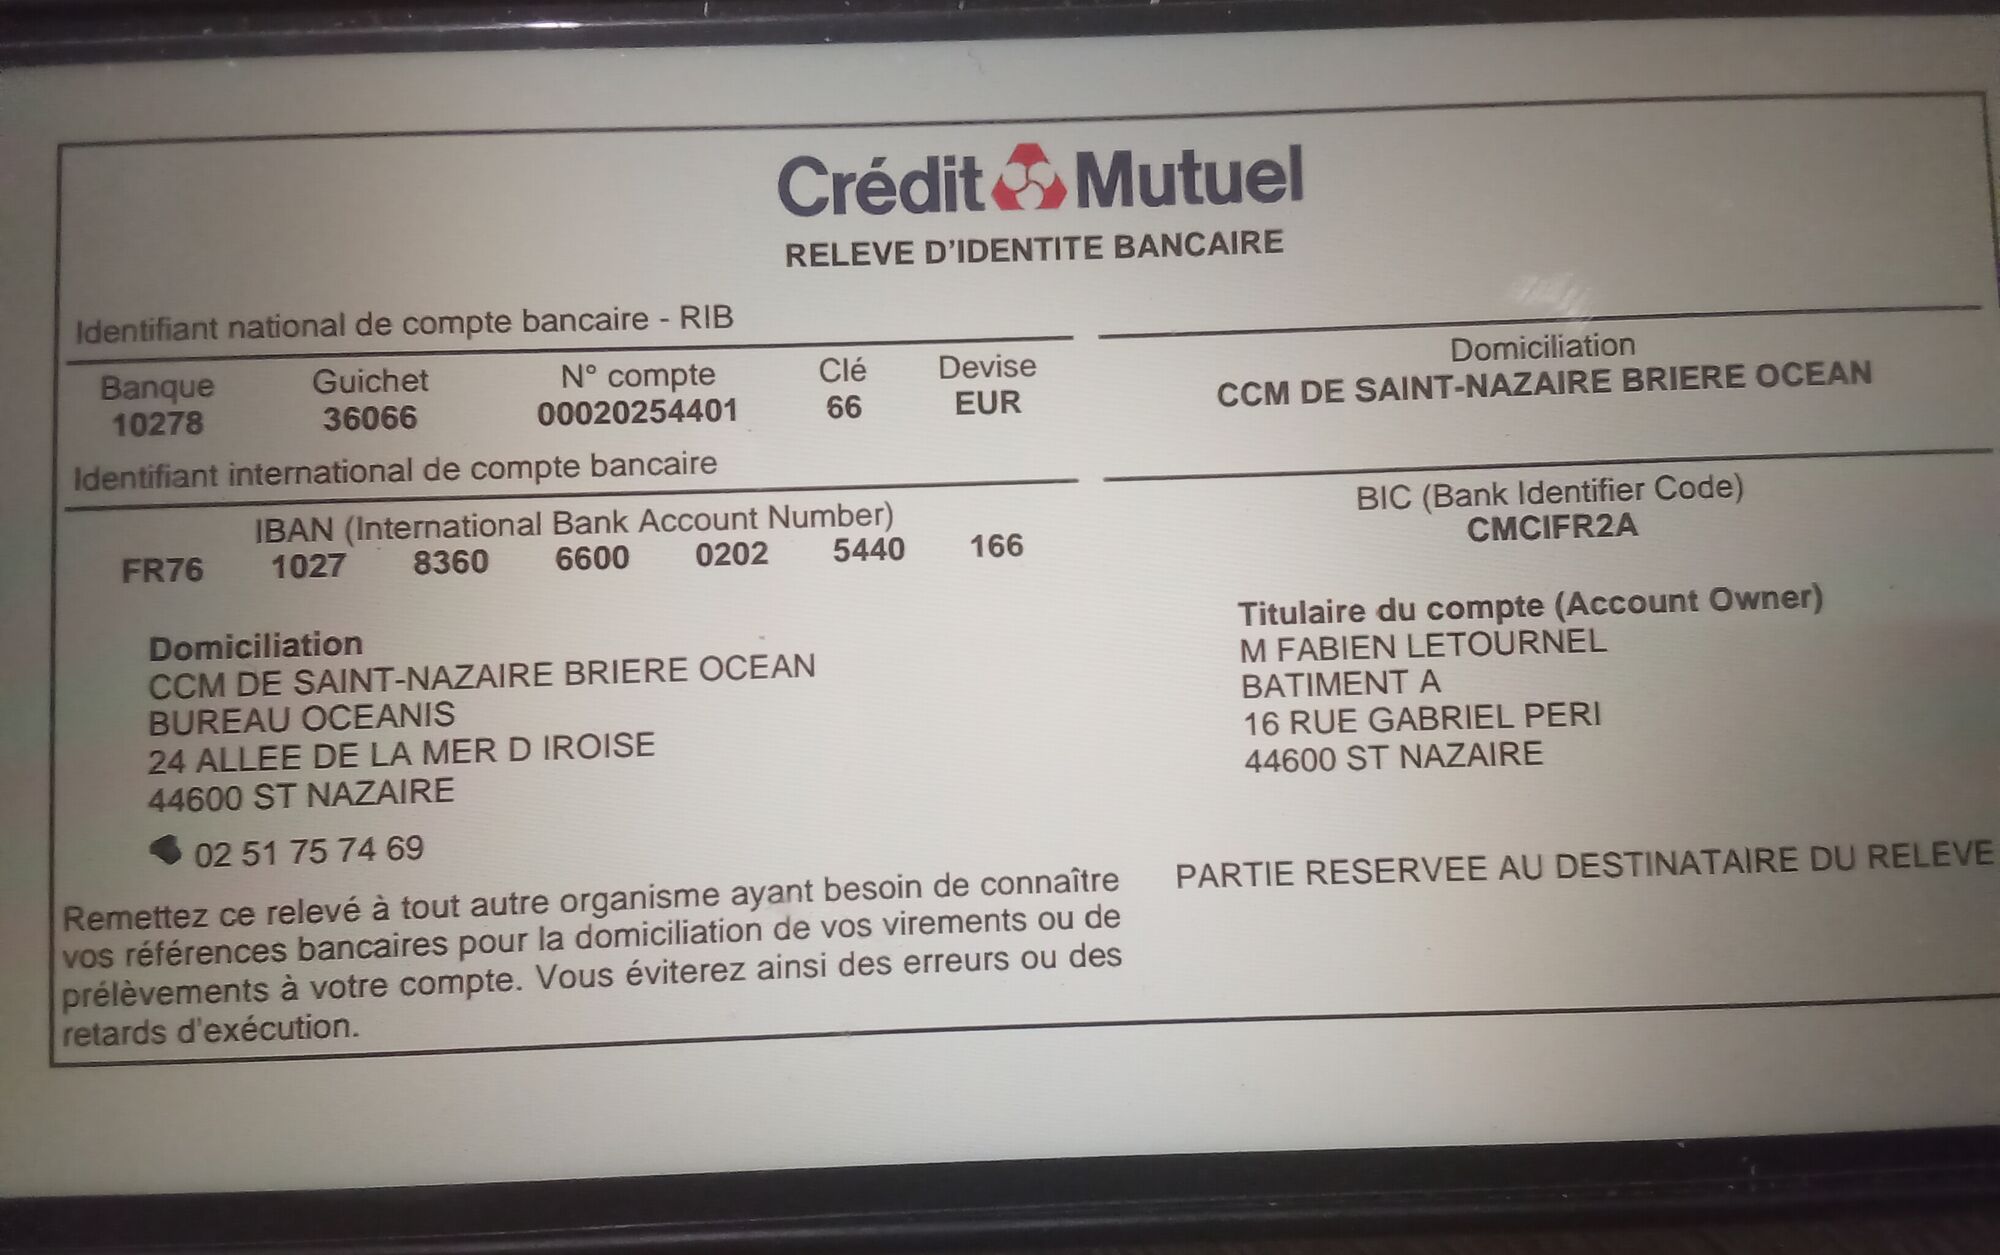 Crédit Mutuel
RELEVE D'IDENTITE BANCAIRE
Identifiant national de compte bancaire - RIB
Banque Guichet N° compte Clé Devise
10278 36066 00020254401 66 EUR
Domiciliation
CCM DE SAINT-NAZAIRE BRIERE OCEAN
Identifiant international de compte bancaire
IBAN (International Bank Account Number)
FR76 1027 8360 6600 0202 5440 166
BIC (Bank Identifier Code)
CMCIFR2A
Domiciliation
CCM DE SAINT-NAZAIRE BRIERE OCEAN
BUREAU OCEANIS
24 ALLEE DE LA MER D IROISE
44600 ST NAZAIRE
02 51 75 74 69
Titulaire du compte (Account Owner)
M FABIEN LETOURNEL
BATIMENT A
16 RUE GABRIEL PERI
44600 ST NAZAIRE
Remettez ce relevé à tout autre organisme ayant besoin de connaître
vos références bancaires pour la domiciliation de vos virements ou de
prélèvements à votre compte. Vous éviterez ainsi des erreurs ou des
retards d'exécution.
PARTIE RESERVEE AU DESTINATAIRE DU RELEVE